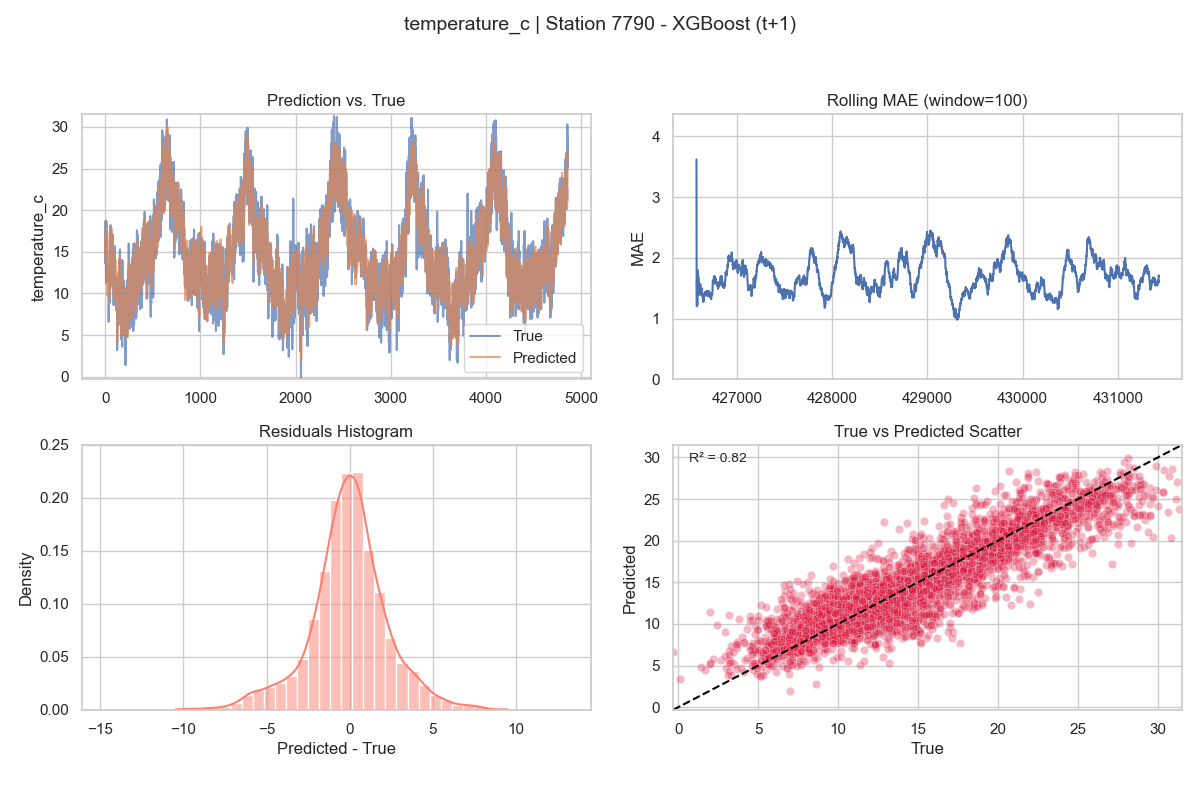 temperature_c | Station 7790 - XGBoost (t+1)
Prediction vs. True
temperature_c
30
25
20
15
10
5
0
0 1000 2000 3000 4000 5000
True
Predicted
Rolling MAE (window=100)
MAE
4
3
2
1
0
427000 428000 429000 430000 431000
Residuals Histogram
Density
0.25
0.20
0.15
0.10
0.05
0.00
−15 −10 −5 0 5 10
Predicted - True
True vs Predicted Scatter
R² = 0.82
Predicted
30
25
20
15
10
5
0
0 5 10 15 20 25 30
True